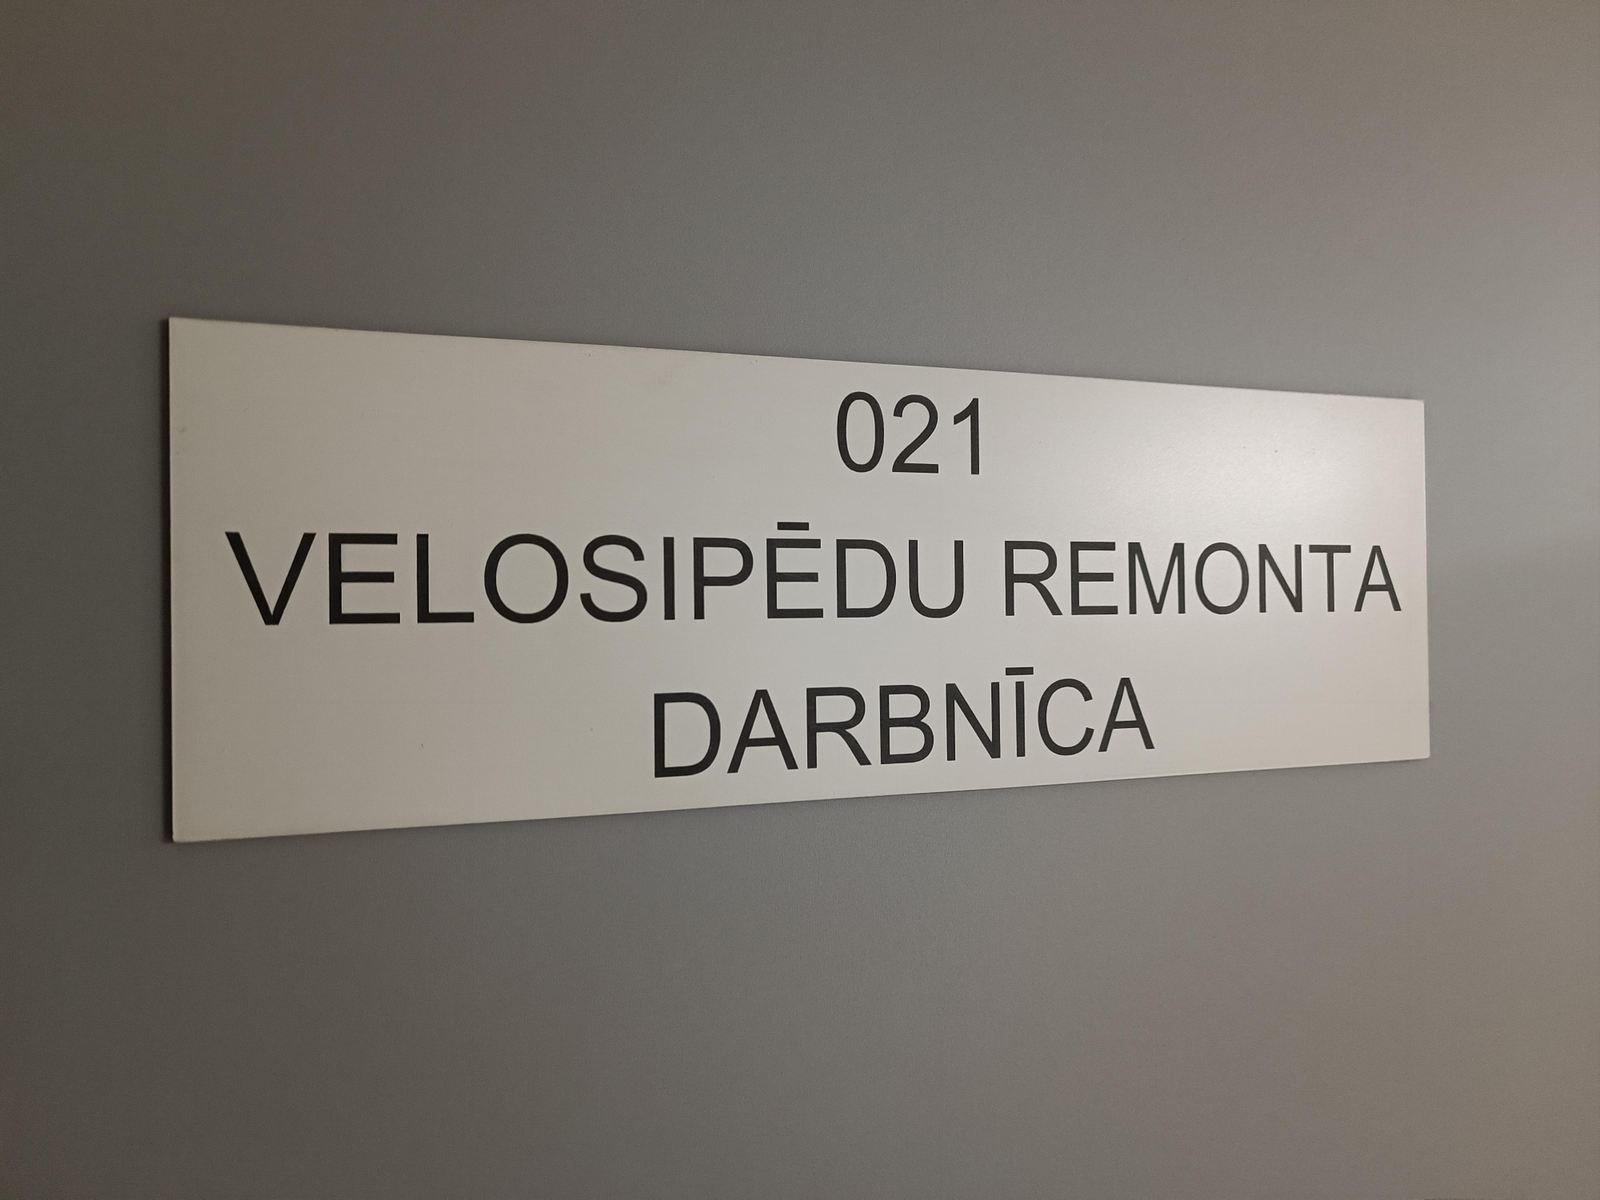 021
VELOSIPĒDU REMONTA
DARBNĪCA